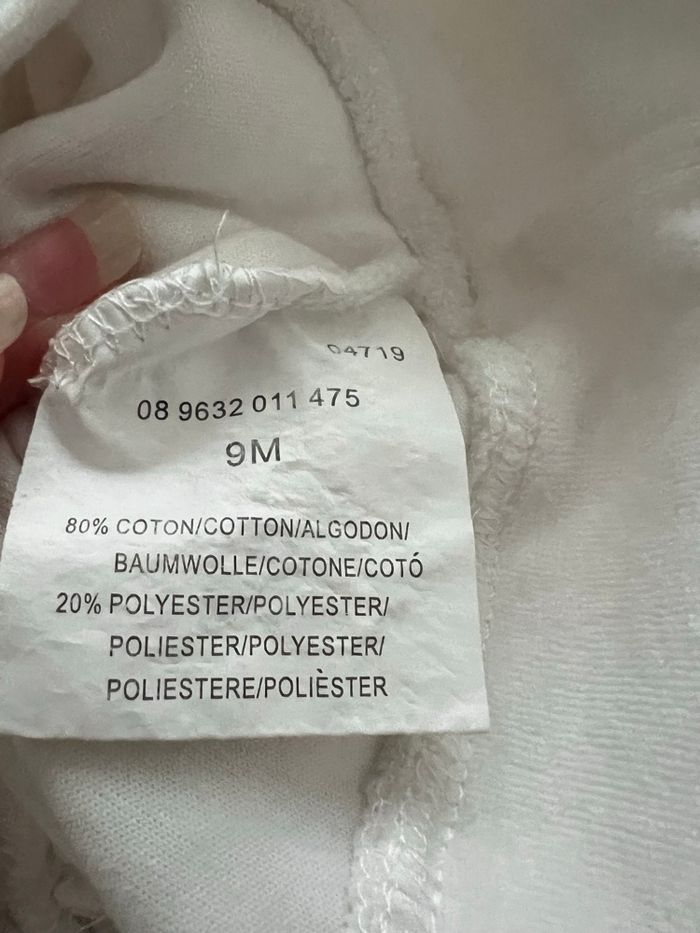 04719
08 9632 011 475
9M
80% COTON/COTTON/ALGODON/
BAUMWOLLE/COTONE/COTÓ
20% POLYESTER/POLYESTER/
POLIESTER/POLYESTER/
POLIESTERE/POLIÈSTER